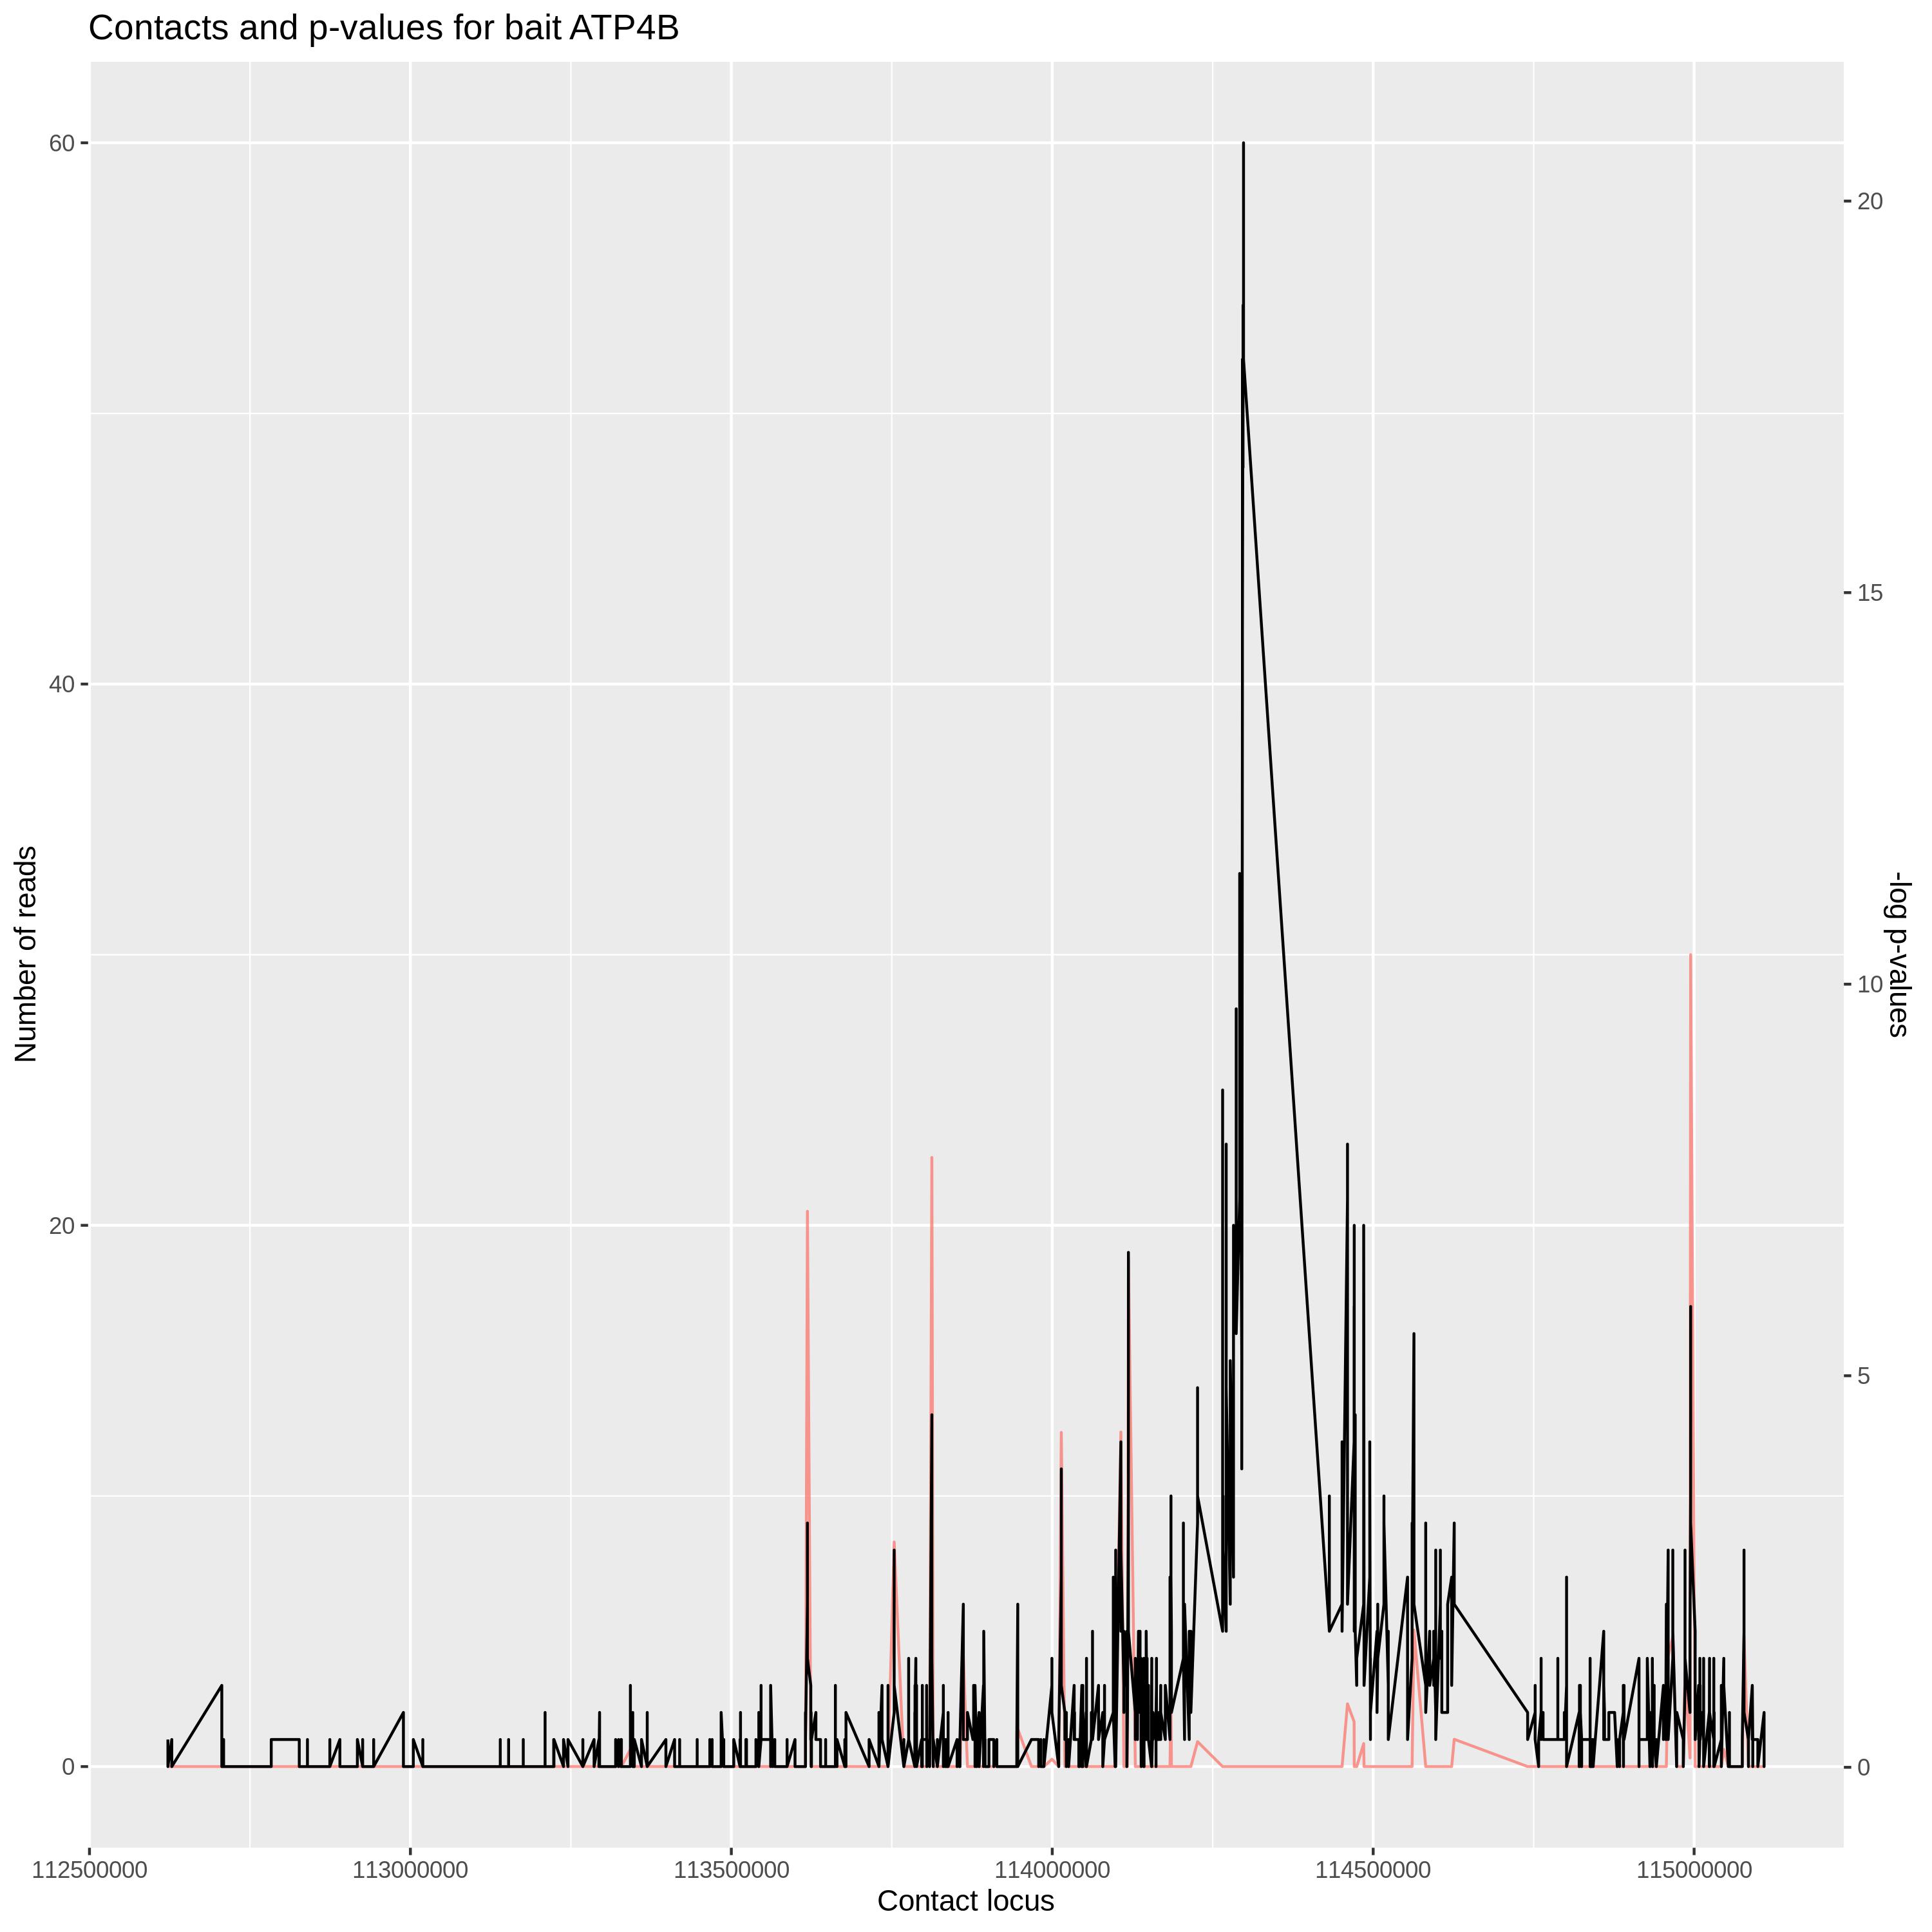 Contacts and p-values for bait ATP4B
60
40
20
0
Number of reads
20
15
10
5
0
-log p-values
112500000 113000000 113500000 114000000 114500000 115000000
Contact locus